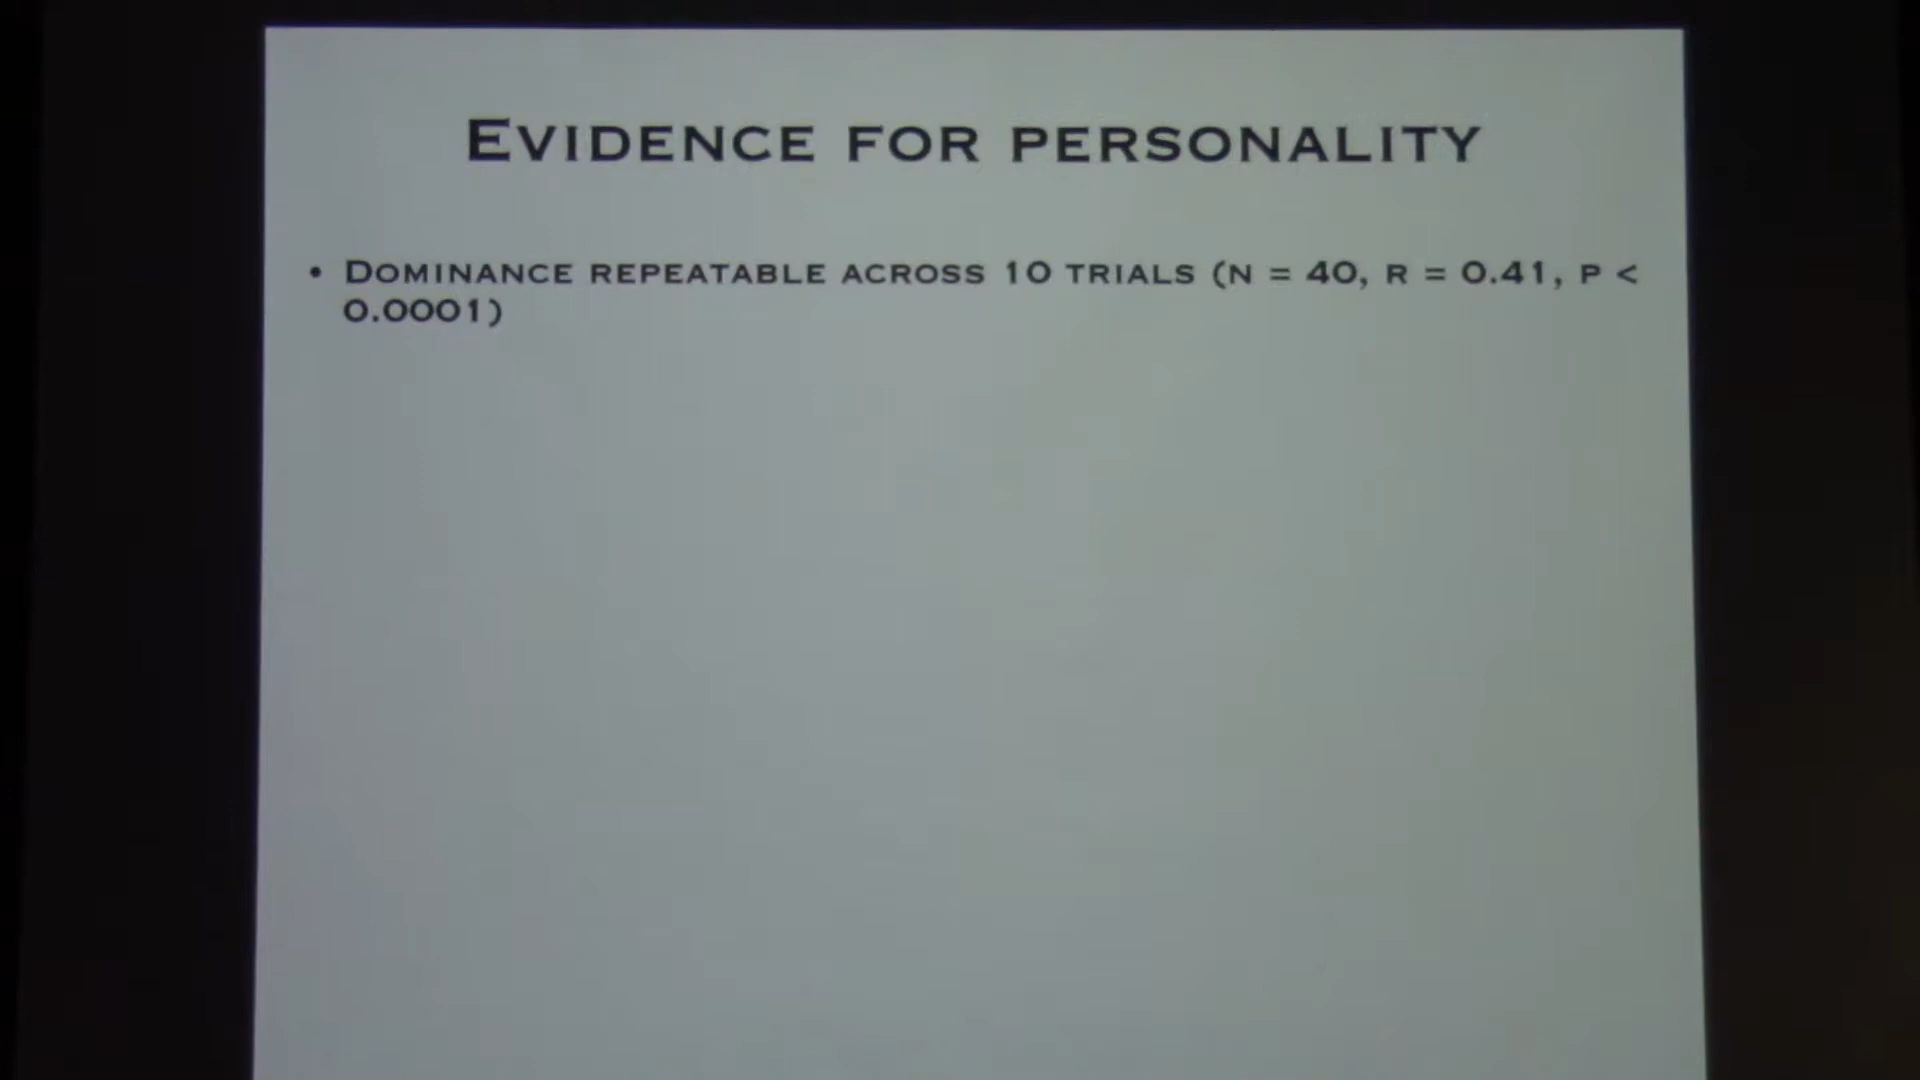 EVIDENCE FOR PERSONALITY
• DOMINANCE REPEATABLE ACROSS 10 TRIALS (N = 40, R = 0.41, P <
0.0001)